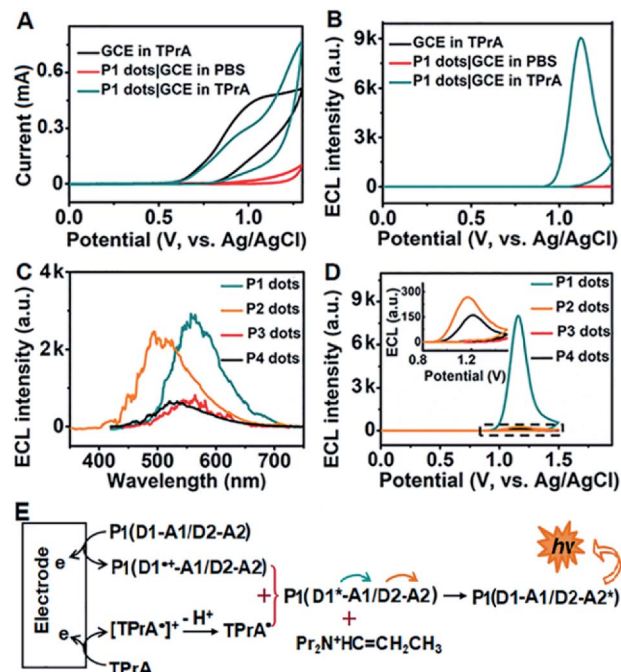 A
GCE in TPrA
P1 dots|GCE in PBS
P1 dots|GCE in TPrA
Current (mA)
0.6
0.3
0.0
0.0 0.5 1.0
Potential (V, vs. Ag/AgCl)
B
GCE in TPrA
P1 dots|GCE in PBS
P1 dots|GCE in TPrA
ECL intensity (a.u.)
9k
6k
3k
0
0.0 0.5 1.0
Potential (V, vs. Ag/AgCl)
C
P1 dots
P2 dots
P3 dots
P4 dots
ECL intensity (a.u.)
4k
2k
0
400 500 600 700
Wavelength (nm)
D
P1 dots
P2 dots
P3 dots
P4 dots
ECL (a.u.)
300
150
0
0.8 1.2
Potential (V)
ECL intensity (a.u.)
9k
6k
3k
0
0.0 0.5 1.0 1.5
Potential (V, vs. Ag/AgCl)
E
Electrode
e-
e-
P1(D1-A1/D2-A2)
P1(D1•+-A1/D2-A2)
[TPrA•]+ - H+ TPrA•
TPrA
+
P1(D1*-A1/D2-A2)
+
Pr2N+HC=CH2CH3
P1(D1-A1/D2-A2*)
hν